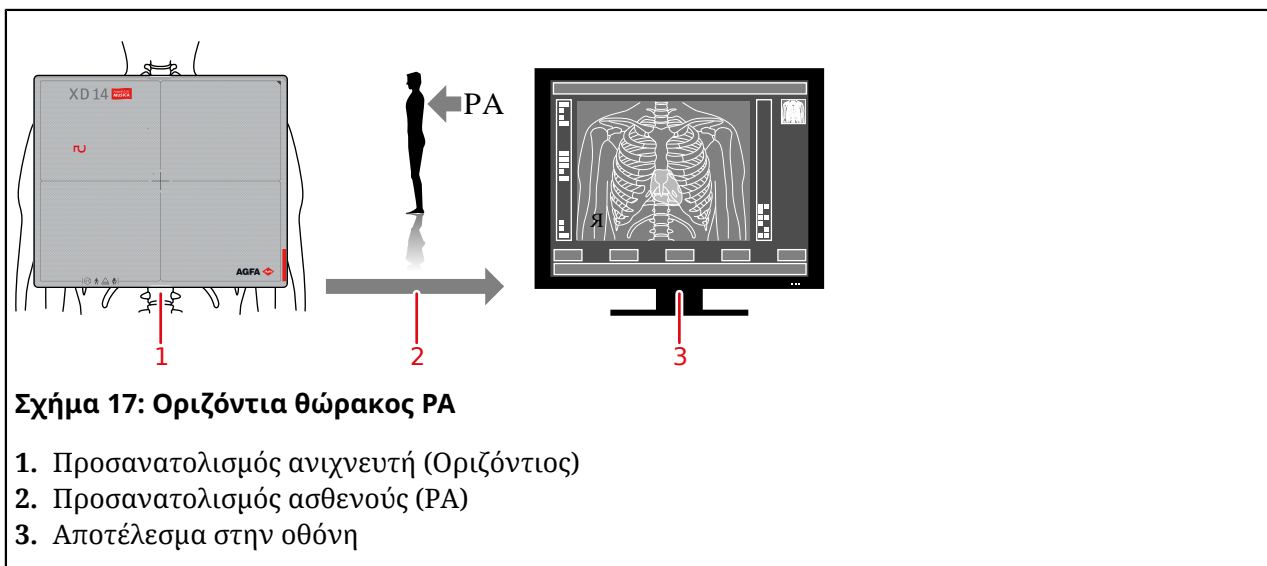 XD 14 MUSICA
PA
R
AGFA
Я
1
2
3
Σχήμα 17: Οριζόντια θώρακος PA
1. Προσανατολισμός ανιχνευτή (Οριζόντιος)
2. Προσανατολισμός ασθενούς (PA)
3. Αποτέλεσμα στην οθόνη